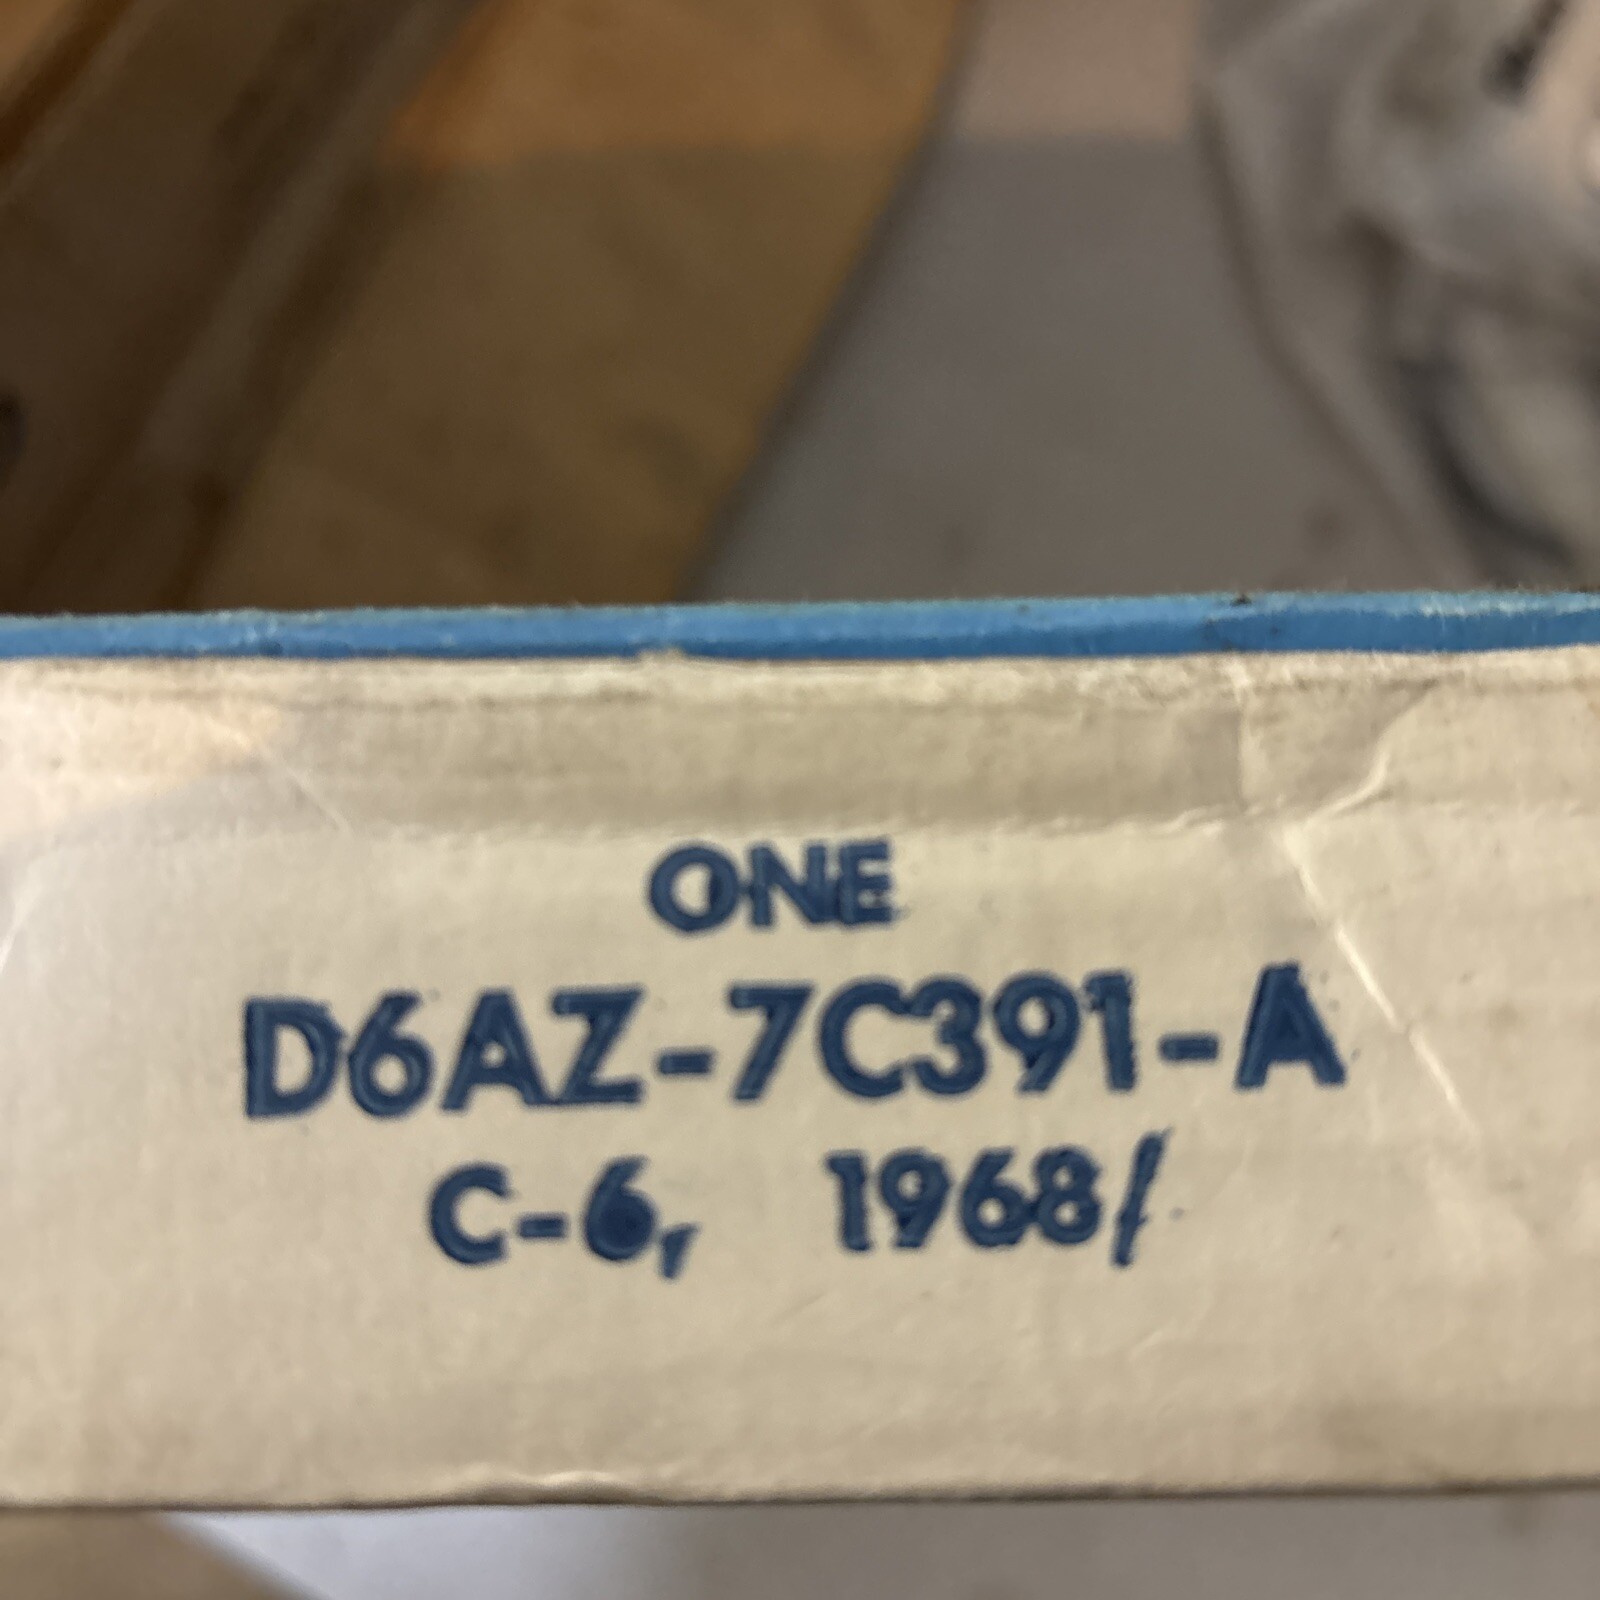 ONE
D6AZ-7C391-A
C-6, 1968/